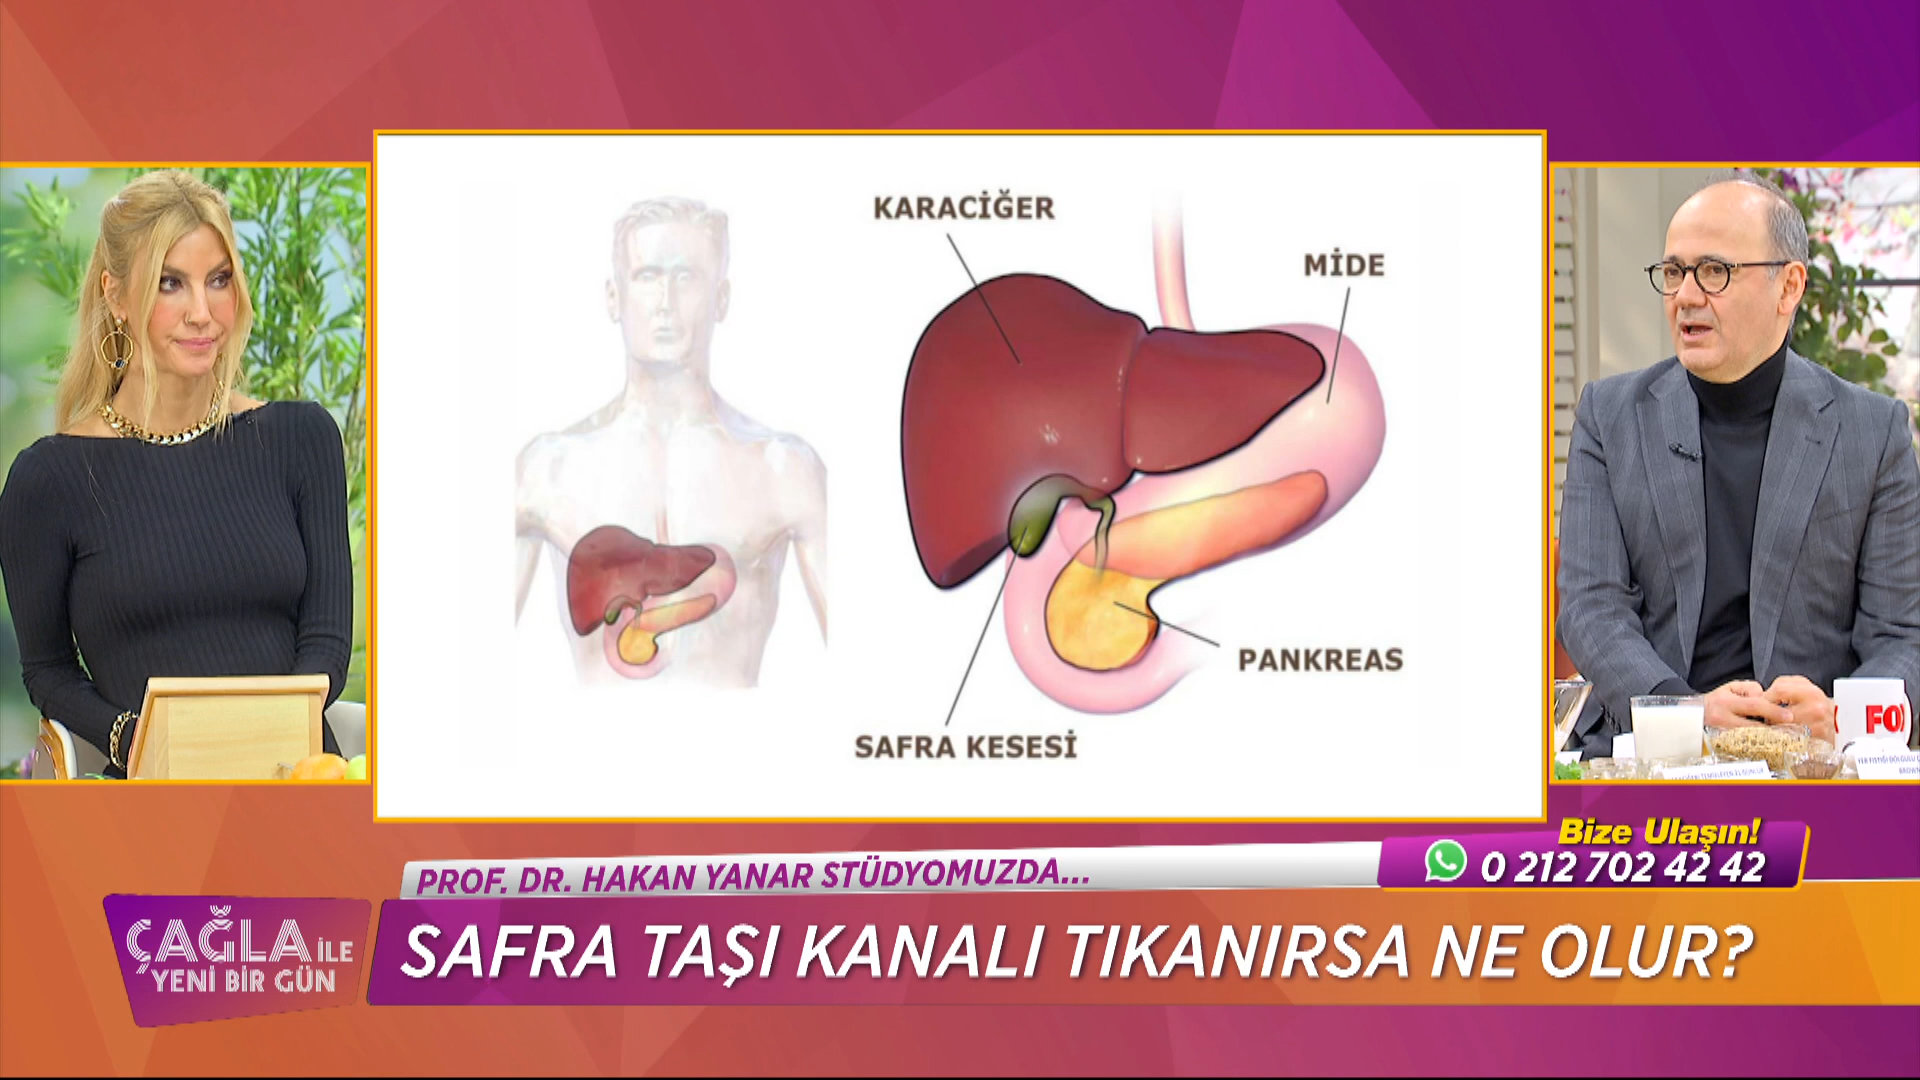 KARACİĞER
MİDE
PANKREAS
SAFRA KESESİ
FOX
Bize Ulaşın!
0 212 702 42 42
PROF. DR. HAKAN YANAR STÜDYOMUZDA...
ÇAĞLA İLE
YENİ BİR GÜN
SAFRA TAŞI KANALI TIKANIRSA NE OLUR?